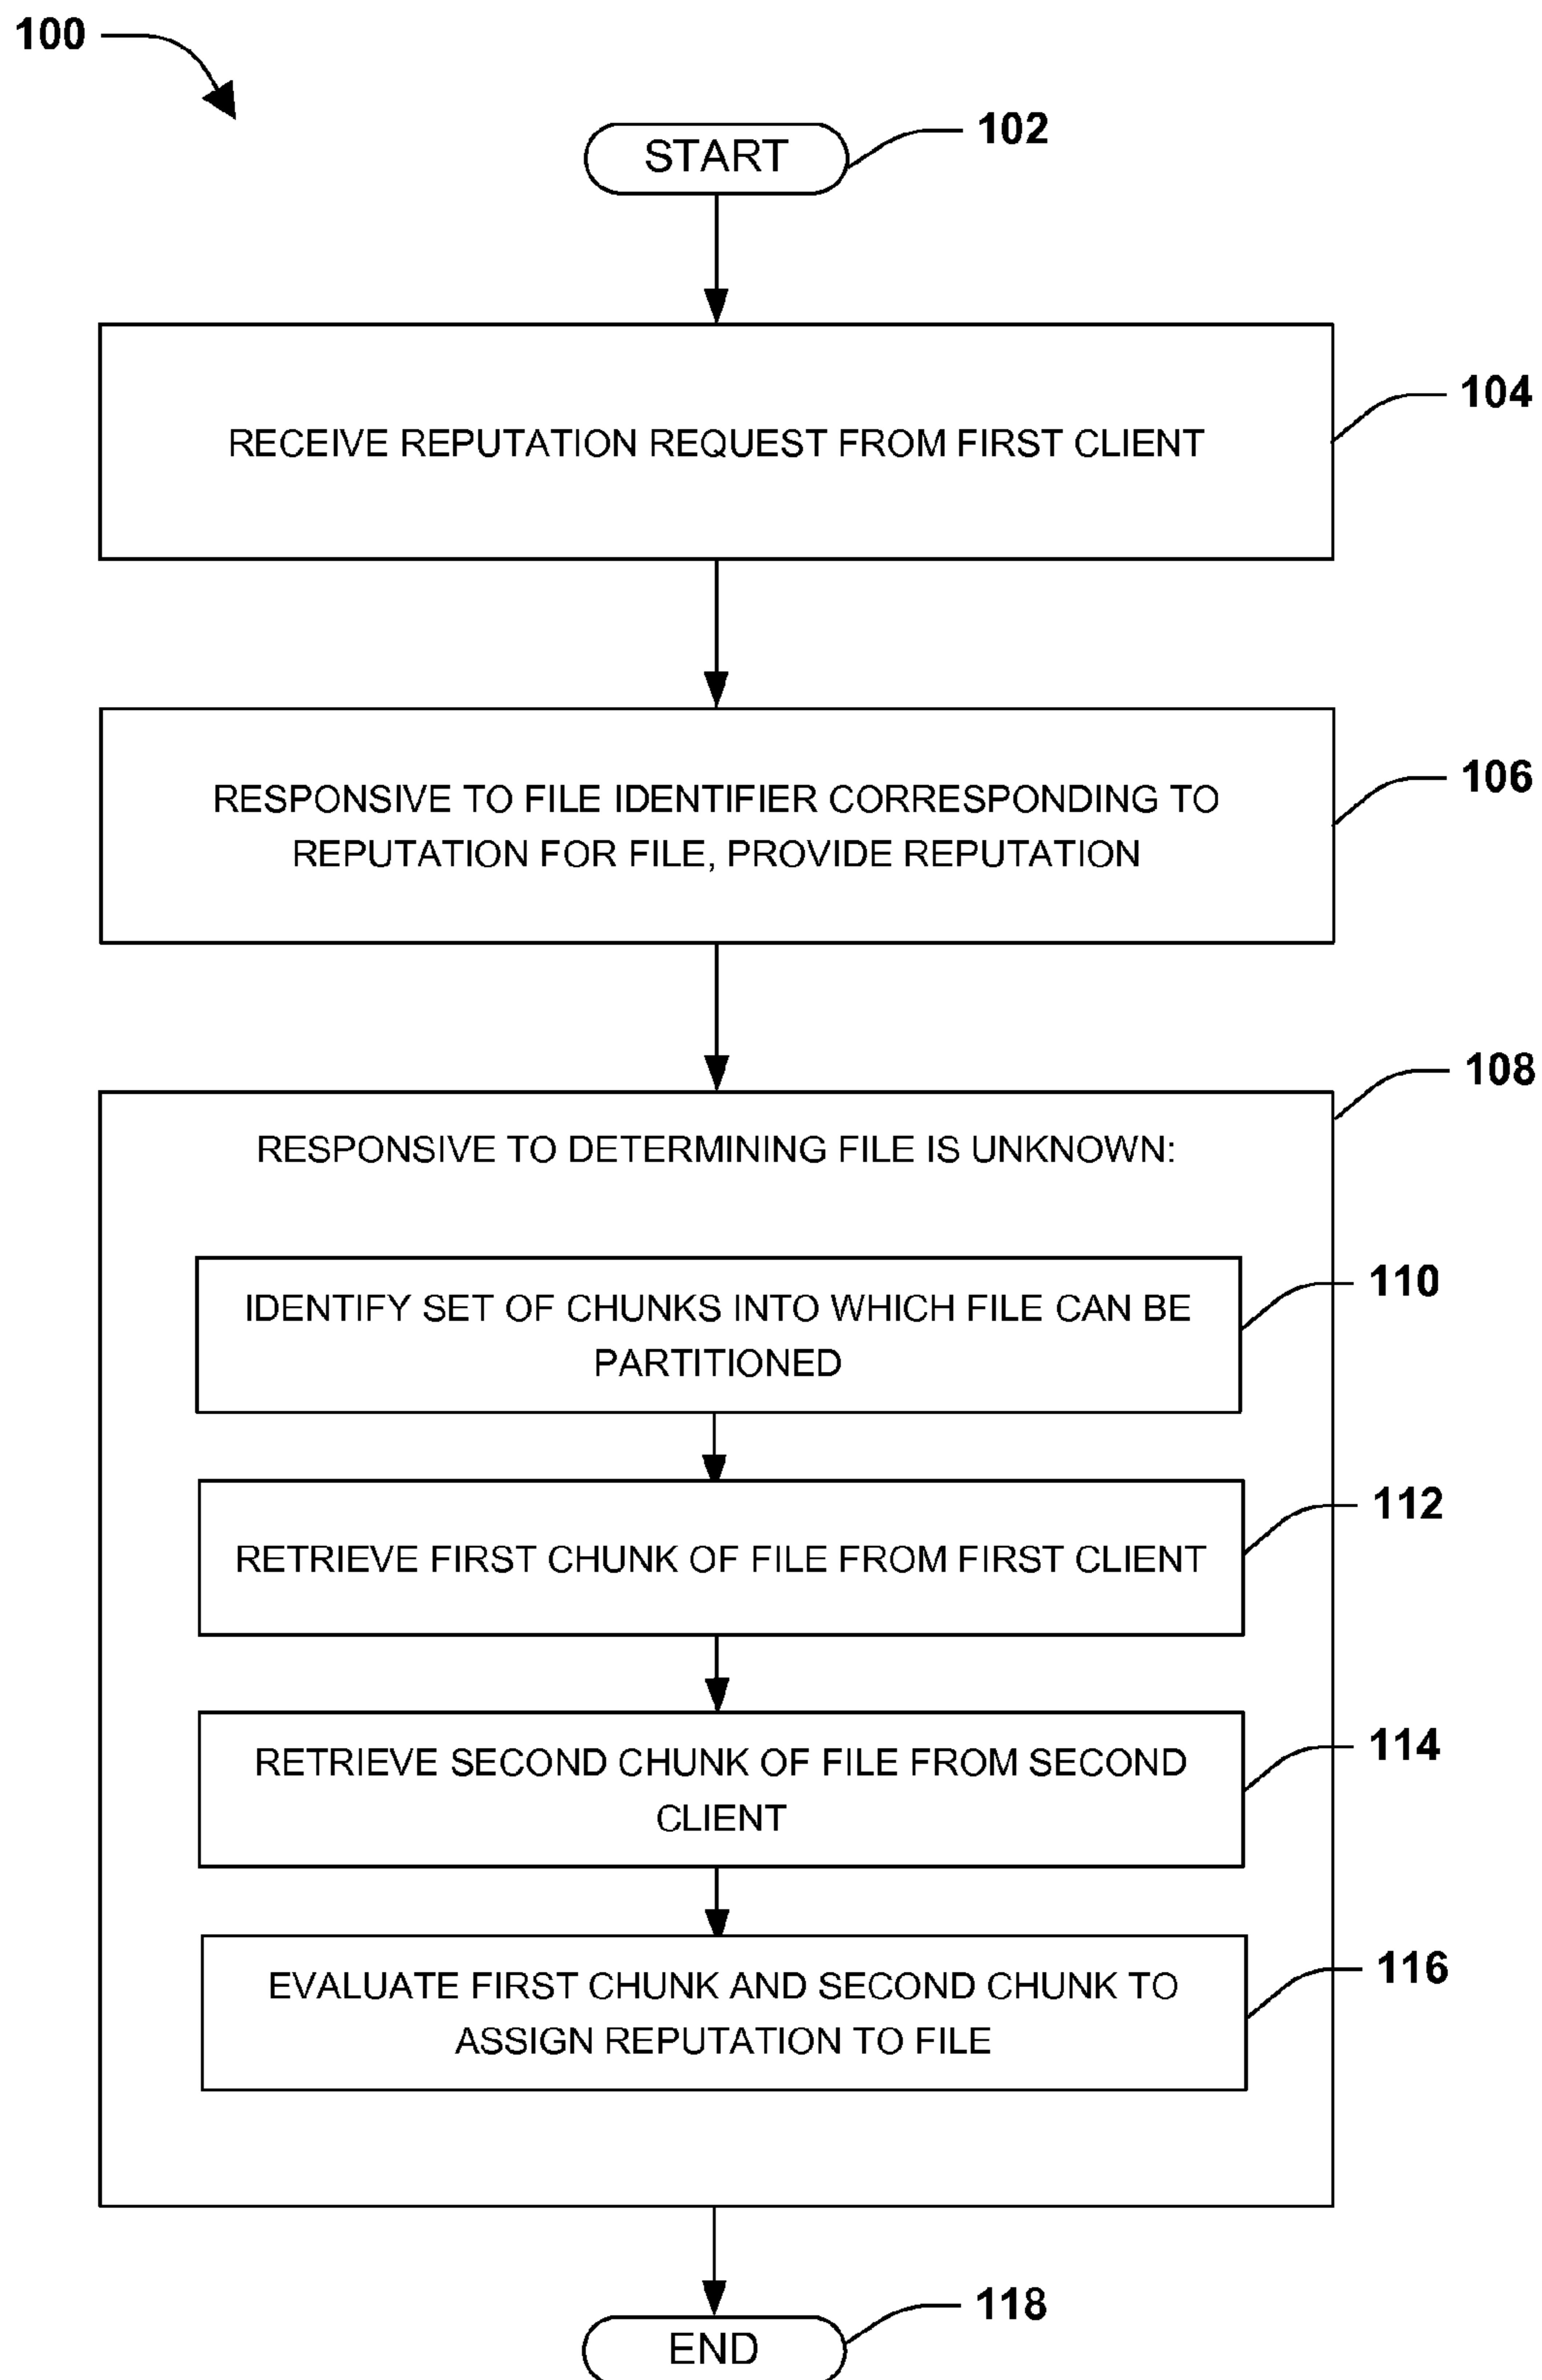 100
START
102
RECEIVE REPUTATION REQUEST FROM FIRST CLIENT
104
RESPONSIVE TO FILE IDENTIFIER CORRESPONDING TO
REPUTATION FOR FILE, PROVIDE REPUTATION
106
108
RESPONSIVE TO DETERMINING FILE IS UNKNOWN:
IDENTIFY SET OF CHUNKS INTO WHICH FILE CAN BE
PARTITIONED
110
RETRIEVE FIRST CHUNK OF FILE FROM FIRST CLIENT
112
RETRIEVE SECOND CHUNK OF FILE FROM SECOND
CLIENT
114
EVALUATE FIRST CHUNK AND SECOND CHUNK TO
ASSIGN REPUTATION TO FILE
116
118
END